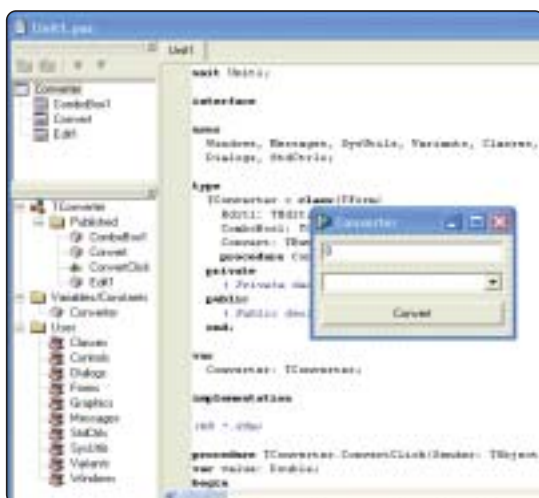 Unit1.pas
Converter
ComboBox1
Convert
Edit1
TConverter
Published
ComboBox1
Convert
ConvertClick
Edit1
Variables/Constants
Converter
Uses
Classes
Controls
Dialogs
Forms
Graphics
Messages
StdCtrls
SysUtils
Variants
Windows
Unit1
unit Unit1;
interface
uses
Windows, Messages, SysUtils, Variants, Classes,
Dialogs, StdCtrls;
type
TConverter = class(TForm)
Edit1: TEdit
ComboBox1:
Convert:
procedure
private
{ Private
public
{ Public
end;
var
Converter: TConverter;
implementation
procedure TConverter.ConvertClick(Sender: TObject
var value: Double;
begin
Converter
0
Convert